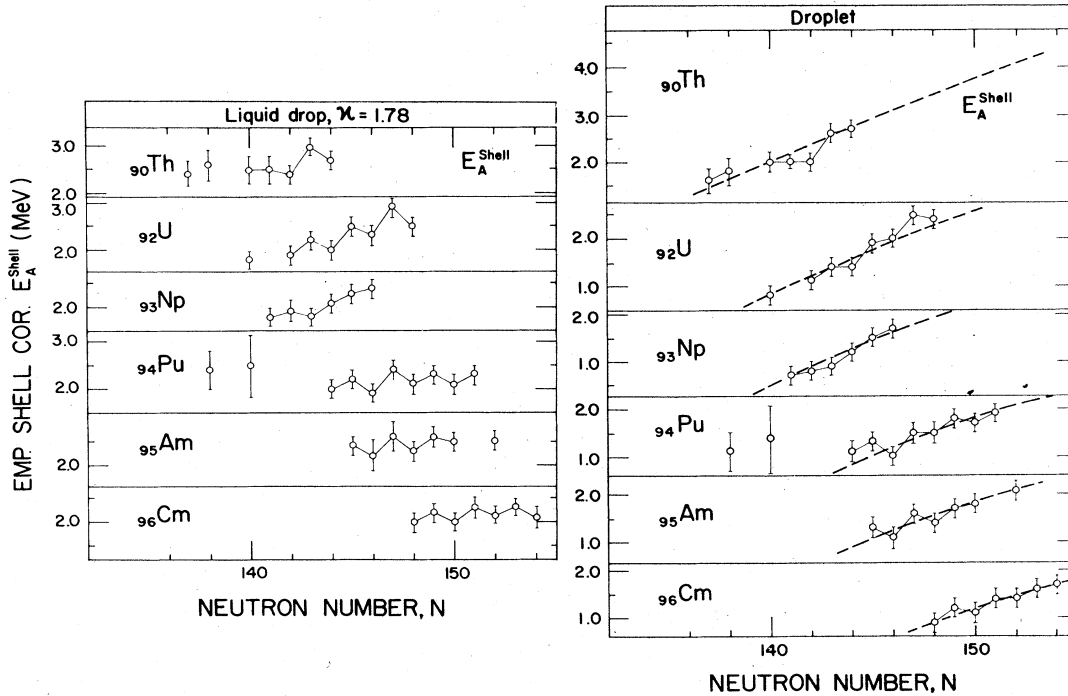 Liquid drop, ϰ = 1.78
EMP. SHELL COR. E_A^Shell (MeV)
3.0
2.0
90Th
E_A^Shell
3.0
2.0
92U
2.0
93Np
3.0
2.0
94Pu
2.0
95Am
2.0
96Cm
140
150
NEUTRON NUMBER, N
Droplet
4.0
3.0
2.0
90Th
E_A^Shell
2.0
1.0
92U
2.0
1.0
93Np
2.0
1.0
94Pu
2.0
1.0
95Am
2.0
1.0
96Cm
140
150
NEUTRON NUMBER, N